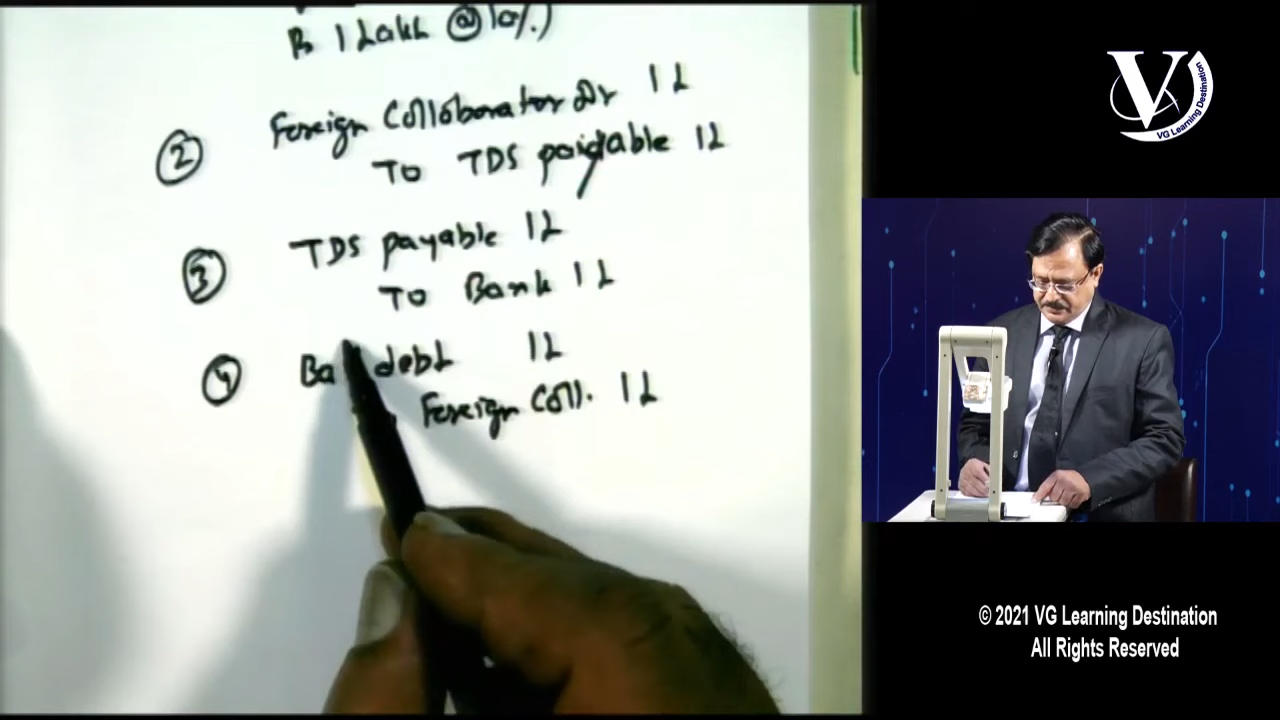 Rs 1 Lakh @ 10%)
② Foreign Collaborator Dr 1 L
To TDS payable 1L
③ TDS payable 1L
To Bank 1L
④ debt 1L
Foreign Coll. 1L
V
VG Learning Destination
© 2021 VG Learning Destination
All Rights Reserved